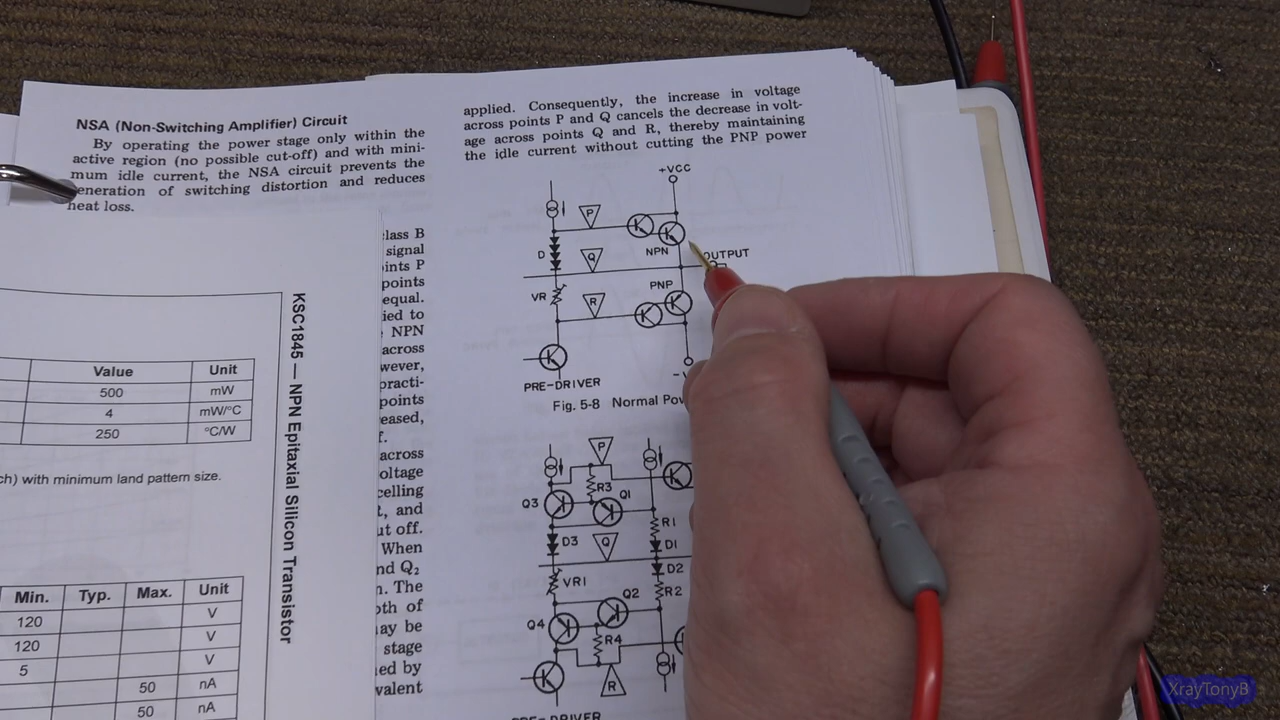 NSA (Non-Switching Amplifier) Circuit
By operating the power stage only within the
active region (no possible cut-off) and with mini-
mum idle current, the NSA circuit prevents the
eneration of switching distortion and reduces
heat loss.
lass B
signal
ints P
points
equal.
ied to
NPN
across
wever,
practi-
points
eased,
f.
across
oltage
celling
t, and
ut off.
When
nd Q2
n. The
oth of
ay be
stage
ed by
valent
applied. Consequently, the increase in voltage
across points P and Q cancels the decrease in volt-
age across points Q and R, thereby maintaining
the idle current without cutting the PNP power
+VCC
P
D
Q
NPN
OUTPUT
VR
R
PNP
PRE-DRIVER
-V
Fig. 5-8 Normal Pow
P
R3
Q3
Q1
R1
D3
Q
D1
D2
VR1
R2
Q2
Q4
R4
R
PRE-DRIVER
Value
Unit
500
mW
4
mW/°C
250
°C/W
ch) with minimum land pattern size.
KSC1845 — NPN Epitaxial Silicon Transistor
Min.
Typ.
Max.
Unit
120
V
120
V
5
V
50
nA
50
nA
XrayTonyB